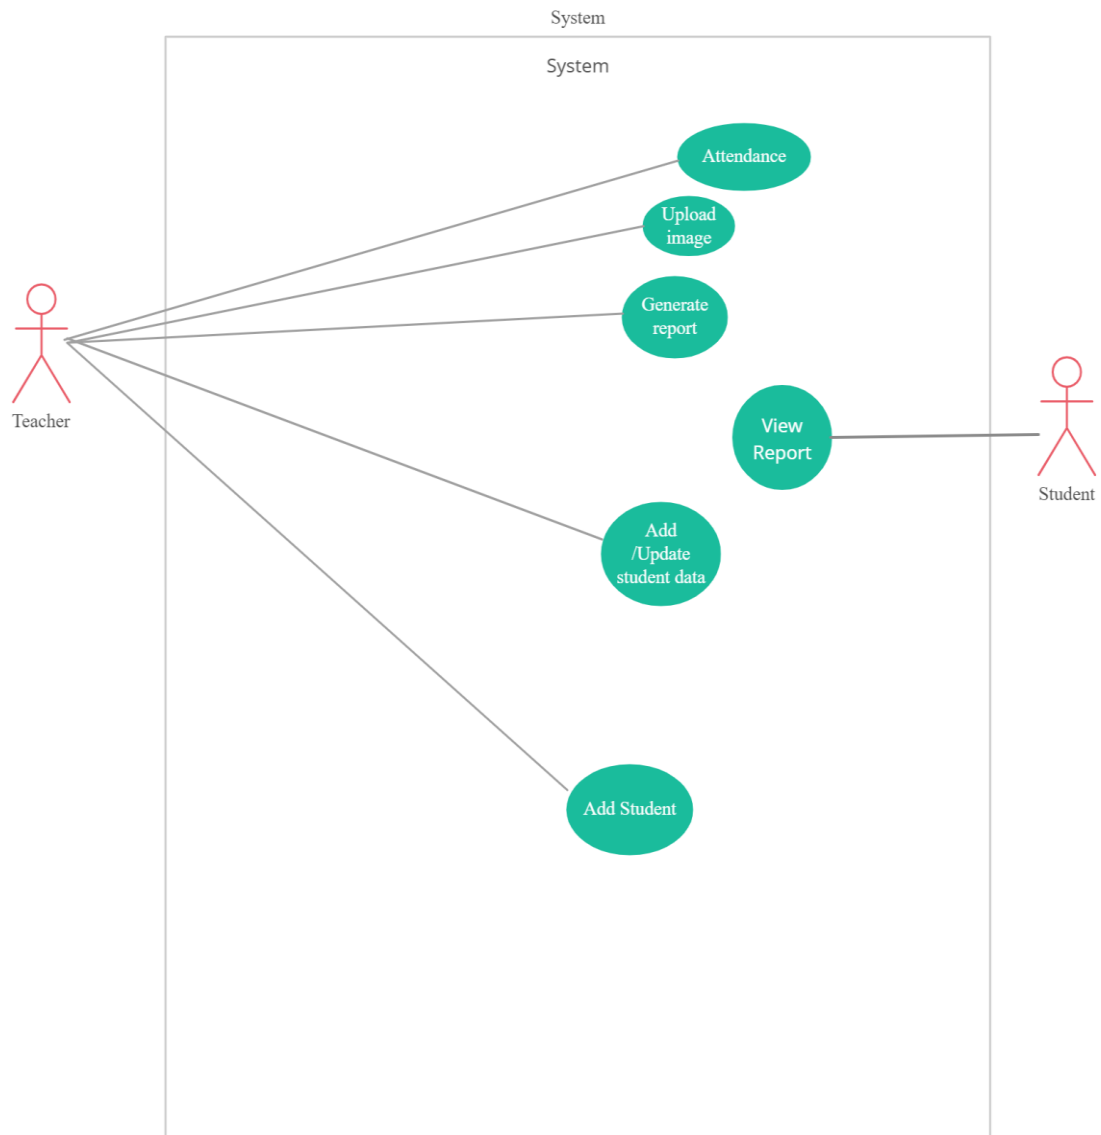 System
System
Attendance
Upload
image
Generate
report
Teacher
View
Report
Student
Add
/Update
student data
Add Student